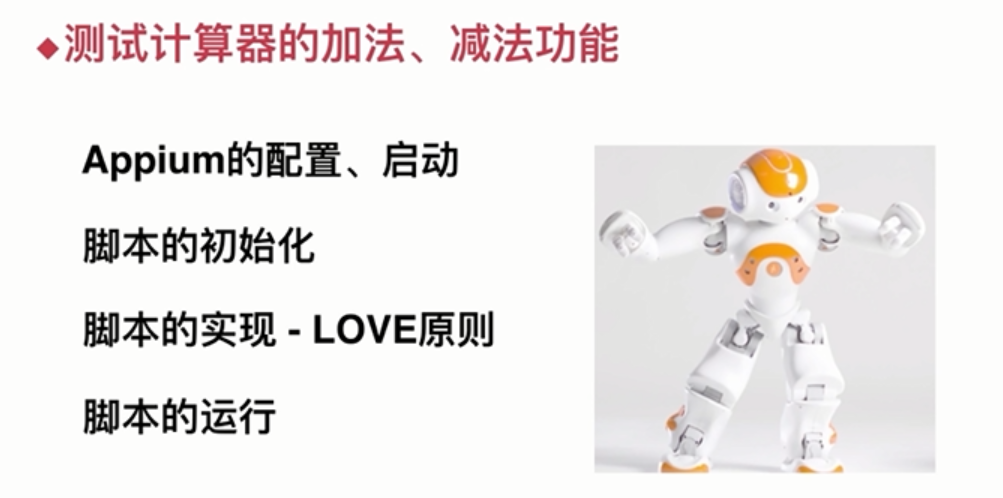 ◆测试计算器的加法、减法功能
Appium的配置、启动
脚本的初始化
脚本的实现 - LOVE原则
脚本的运行